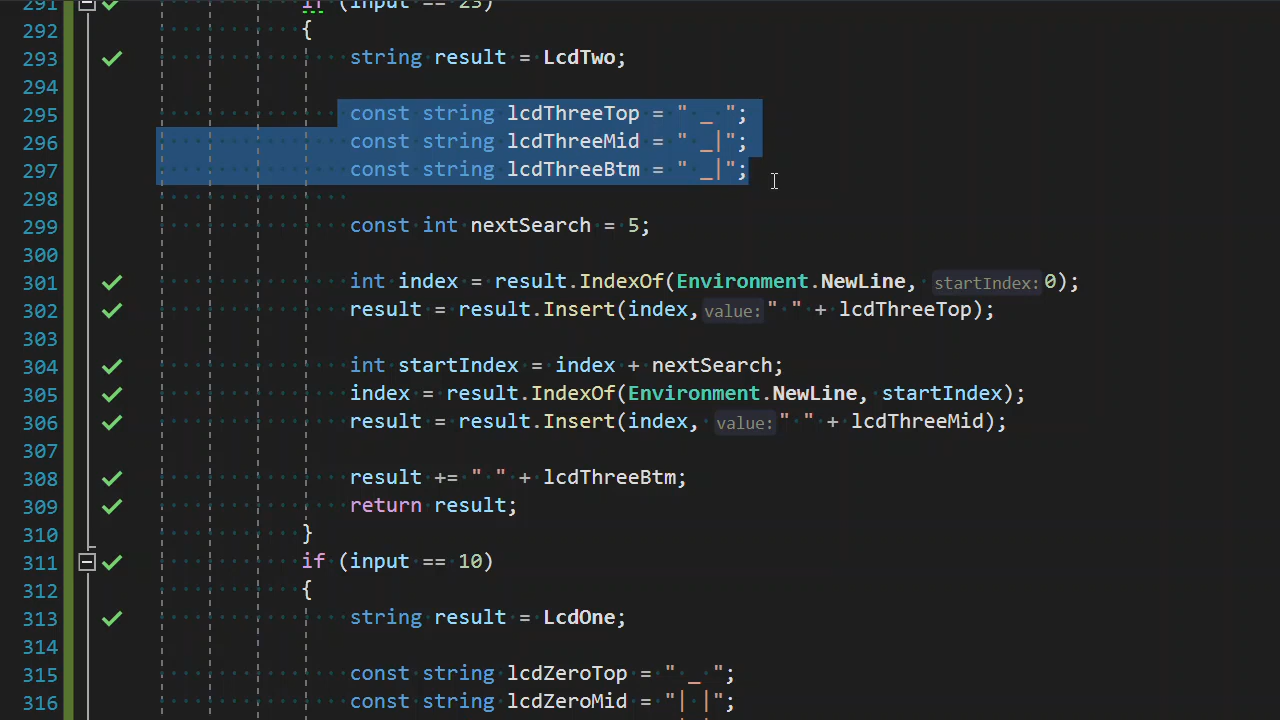 291 if (input == 23)
292 {
293 string result = LcdTwo;
294
295 const string lcdThreeTop = " _ ";
296 const string lcdThreeMid = " _|";
297 const string lcdThreeBtm = " _|";
298
299 const int nextSearch = 5;
300
301 int index = result.IndexOf(Environment.NewLine, startIndex: 0);
302 result = result.Insert(index, value: " " + lcdThreeTop);
303
304 int startIndex = index + nextSearch;
305 index = result.IndexOf(Environment.NewLine, startIndex);
306 result = result.Insert(index, value: " " + lcdThreeMid);
307
308 result += " " + lcdThreeBtm;
309 return result;
310 }
311 if (input == 10)
312 {
313 string result = LcdOne;
314
315 const string lcdZeroTop = " _ ";
316 const string lcdZeroMid = "| |";